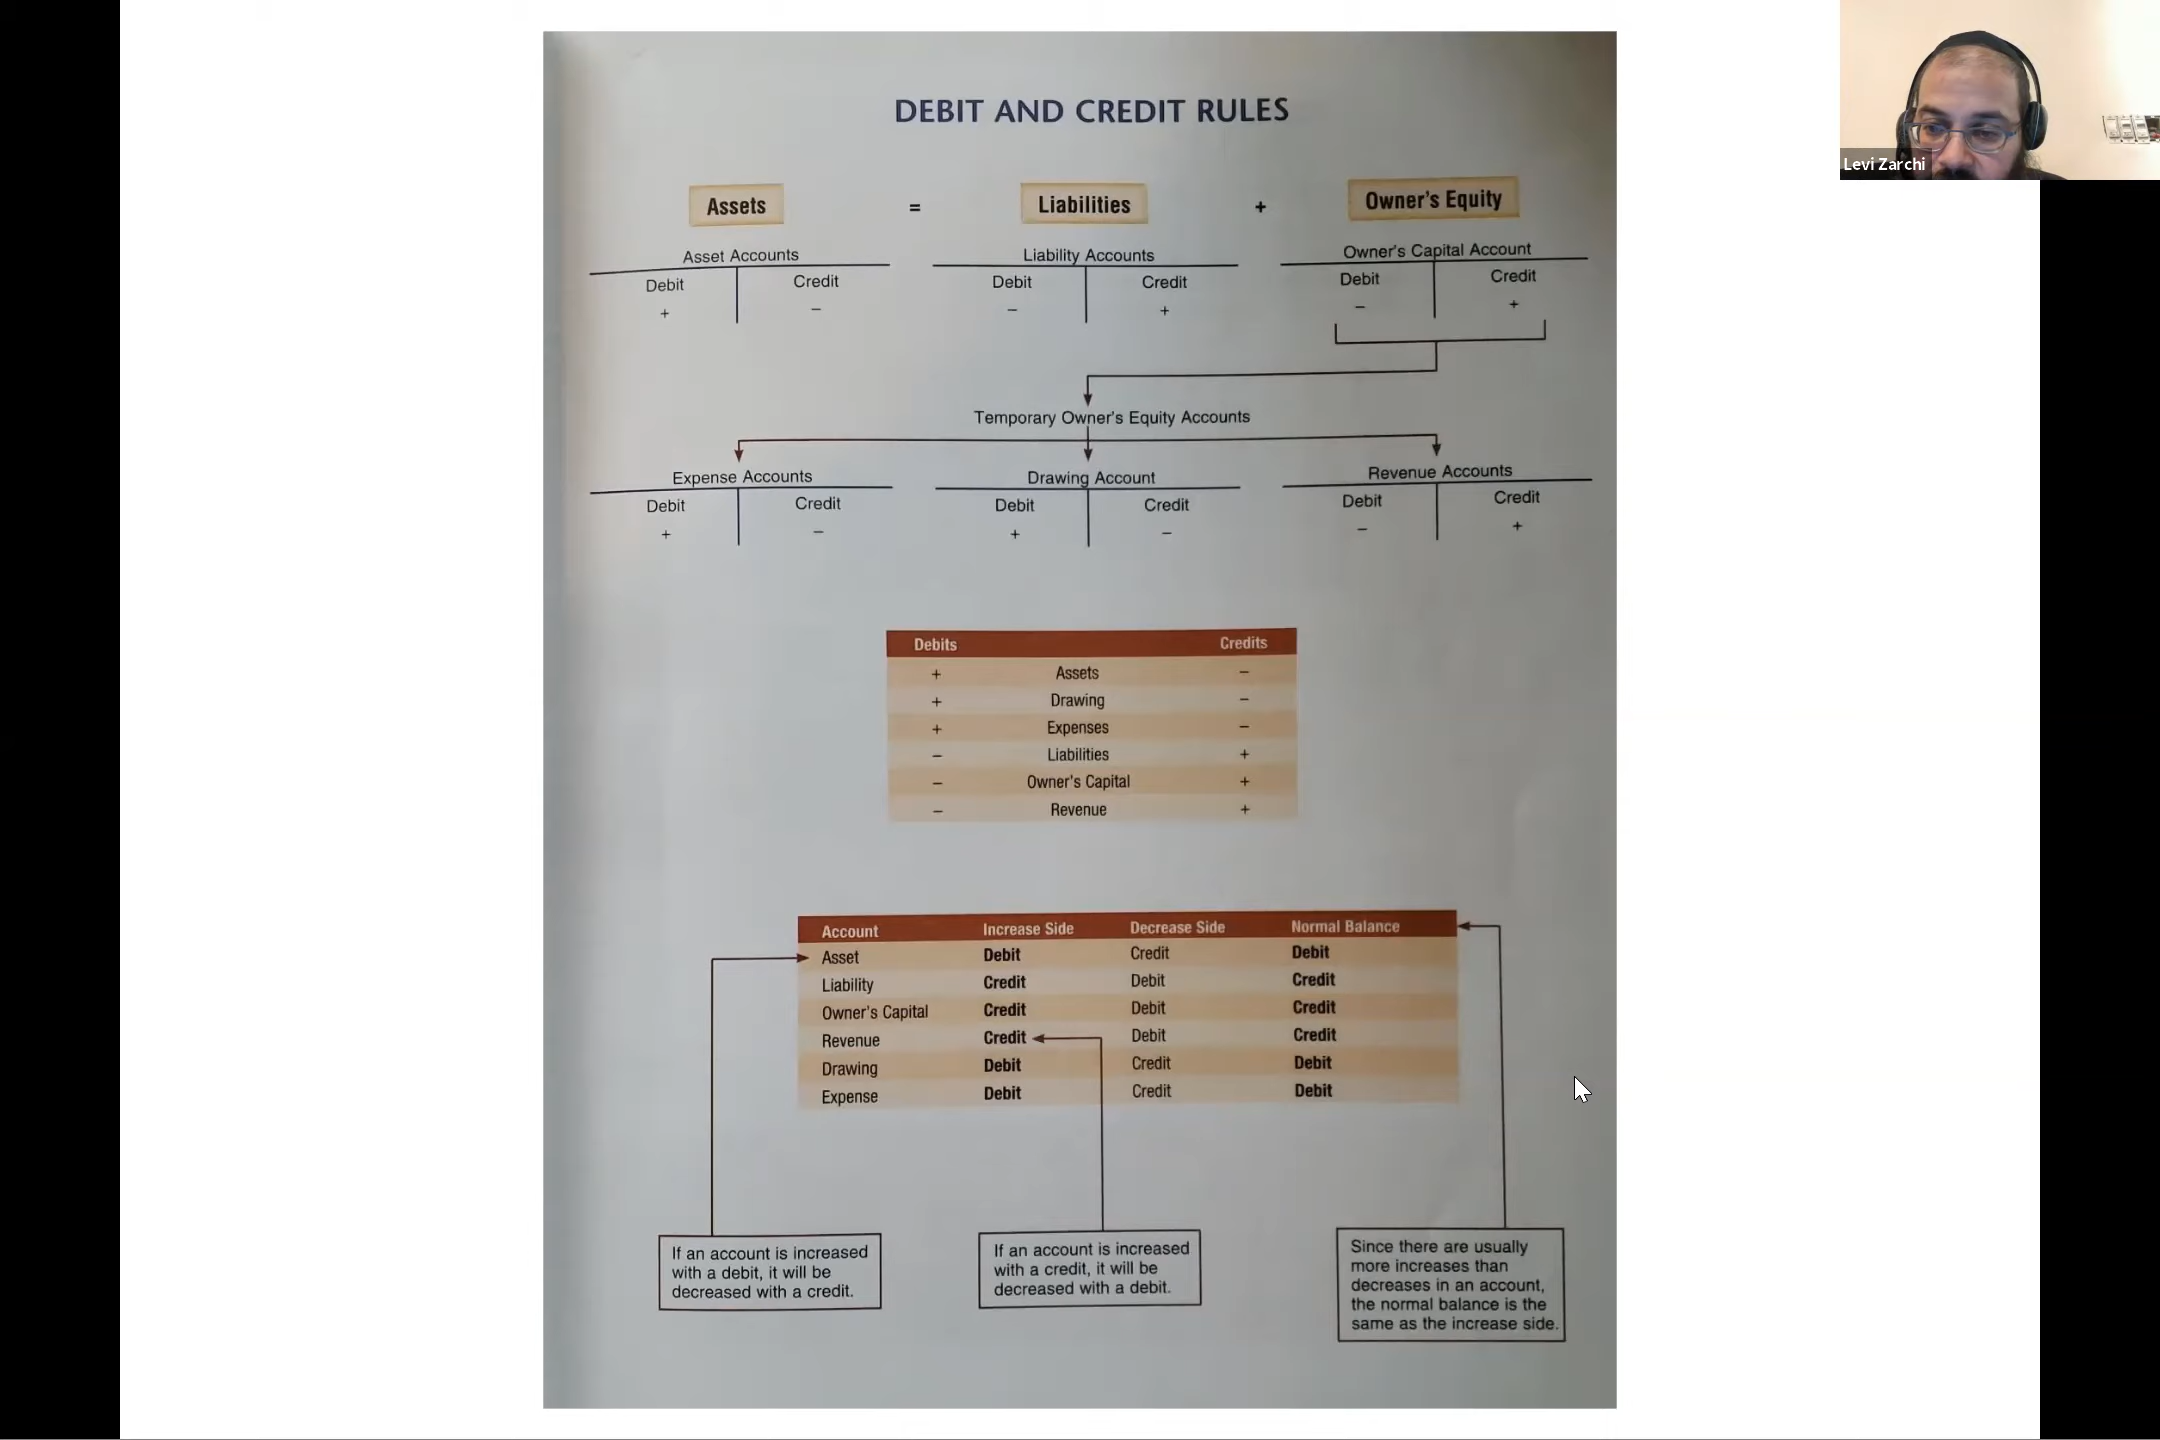 DEBIT AND CREDIT RULES
Assets = Liabilities + Owner's Equity
Asset Accounts Liability Accounts Owner's Capital Account
Debit Credit Debit Credit Debit Credit
+ − − + − +
Temporary Owner's Equity Accounts
Expense Accounts Drawing Account Revenue Accounts
Debit Credit Debit Credit Debit Credit
+ − + − − +
Debits Credits
+ Assets −
+ Drawing −
+ Expenses −
− Liabilities +
− Owner's Capital +
− Revenue +
Account Increase Side Decrease Side Normal Balance
Asset Debit Credit Debit
Liability Credit Debit Credit
Owner's Capital Credit Debit Credit
Revenue Credit Debit Credit
Drawing Debit Credit Debit
Expense Debit Credit Debit
If an account is increased
with a debit, it will be
decreased with a credit.
If an account is increased
with a credit, it will be
decreased with a debit.
Since there are usually
more increases than
decreases in an account,
the normal balance is the
same as the increase side.
Levi Zarchi